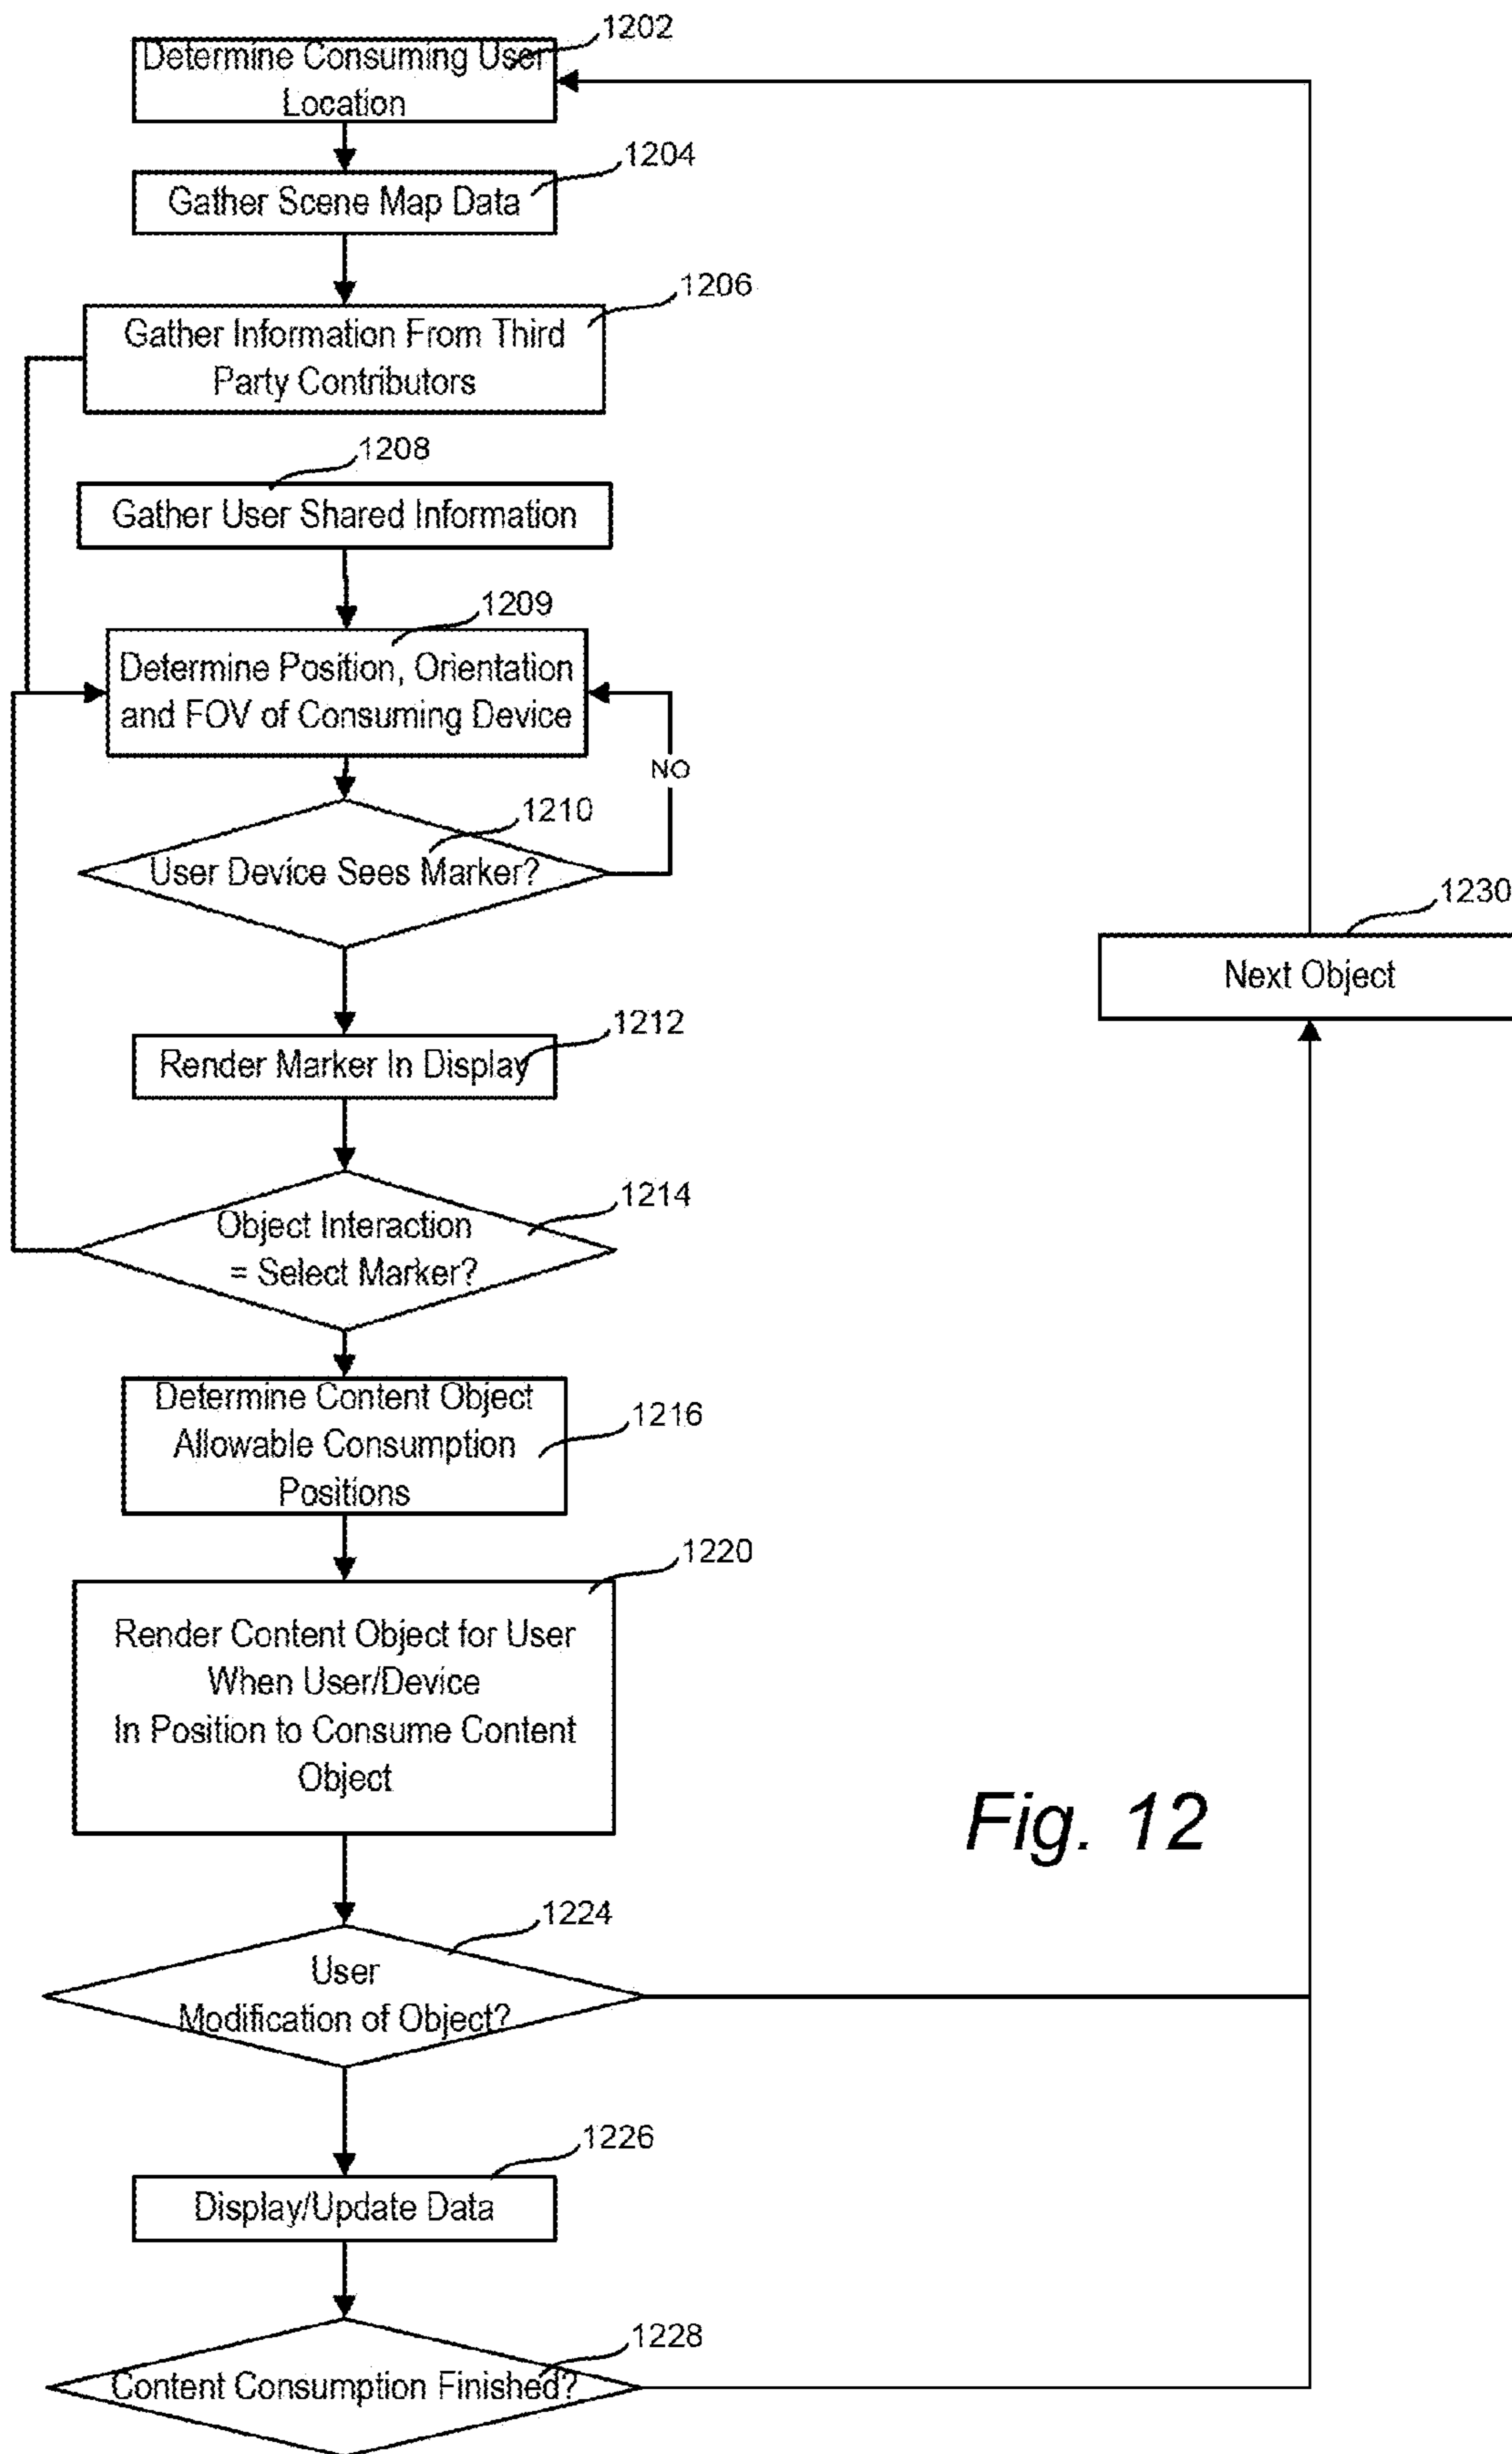 1202
Determine Consuming User
Location
1204
Gather Scene Map Data
1206
Gather Information From Third
Party Contributors
1208
Gather User Shared Information
1209
Determine Position, Orientation
and FOV of Consuming Device
NO
1210
User Device Sees Marker?
1230
Next Object
1212
Render Marker In Display
1214
Object Interaction
= Select Marker?
Determine Content Object
1216
Allowable Consumption
Positions
1220
Render Content Object for User
When User/Device
In Position to Consume Content
Object
Fig. 12
1224
User
Modification of Object?
1226
Display/Update Data
1228
Content Consumption Finished?